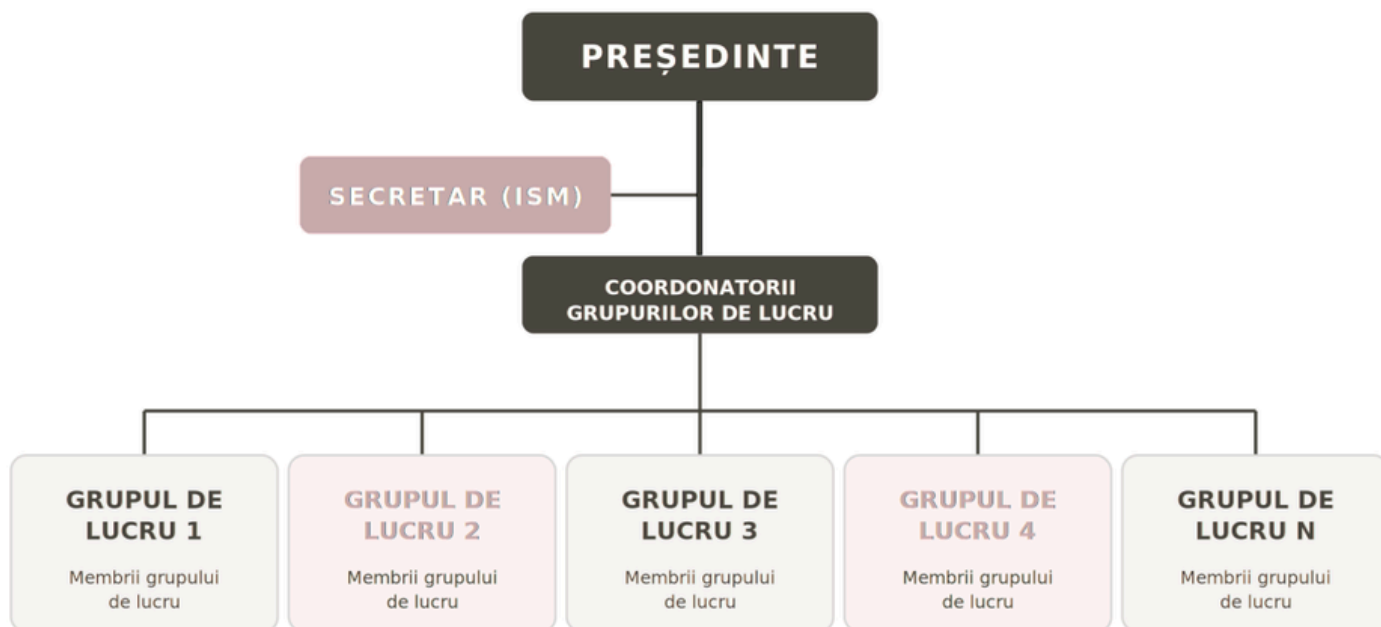 PREȘEDINTE
SECRETAR (ISM)
COORDONATORII
GRUPURILOR DE LUCRU
GRUPUL DE
LUCRU 1
Membrii grupului
de lucru
GRUPUL DE
LUCRU 2
Membrii grupului
de lucru
GRUPUL DE
LUCRU 3
Membrii grupului
de lucru
GRUPUL DE
LUCRU 4
Membrii grupului
de lucru
GRUPUL DE
LUCRU N
Membrii grupului
de lucru